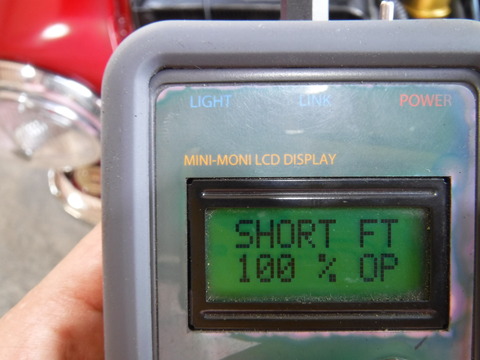 LIGHT LINK POWER
MINI-MONI LCD DISPLAY
SHORT FT
100 % OP